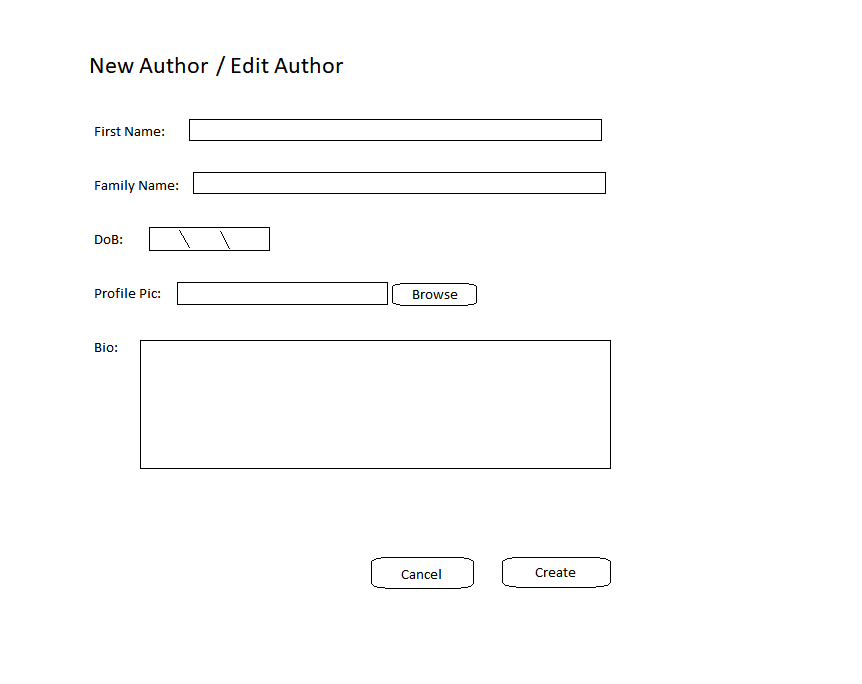 New Author / Edit Author
First Name:
Family Name:
DoB: \ \
Profile Pic: Browse
Bio:
Cancel Create